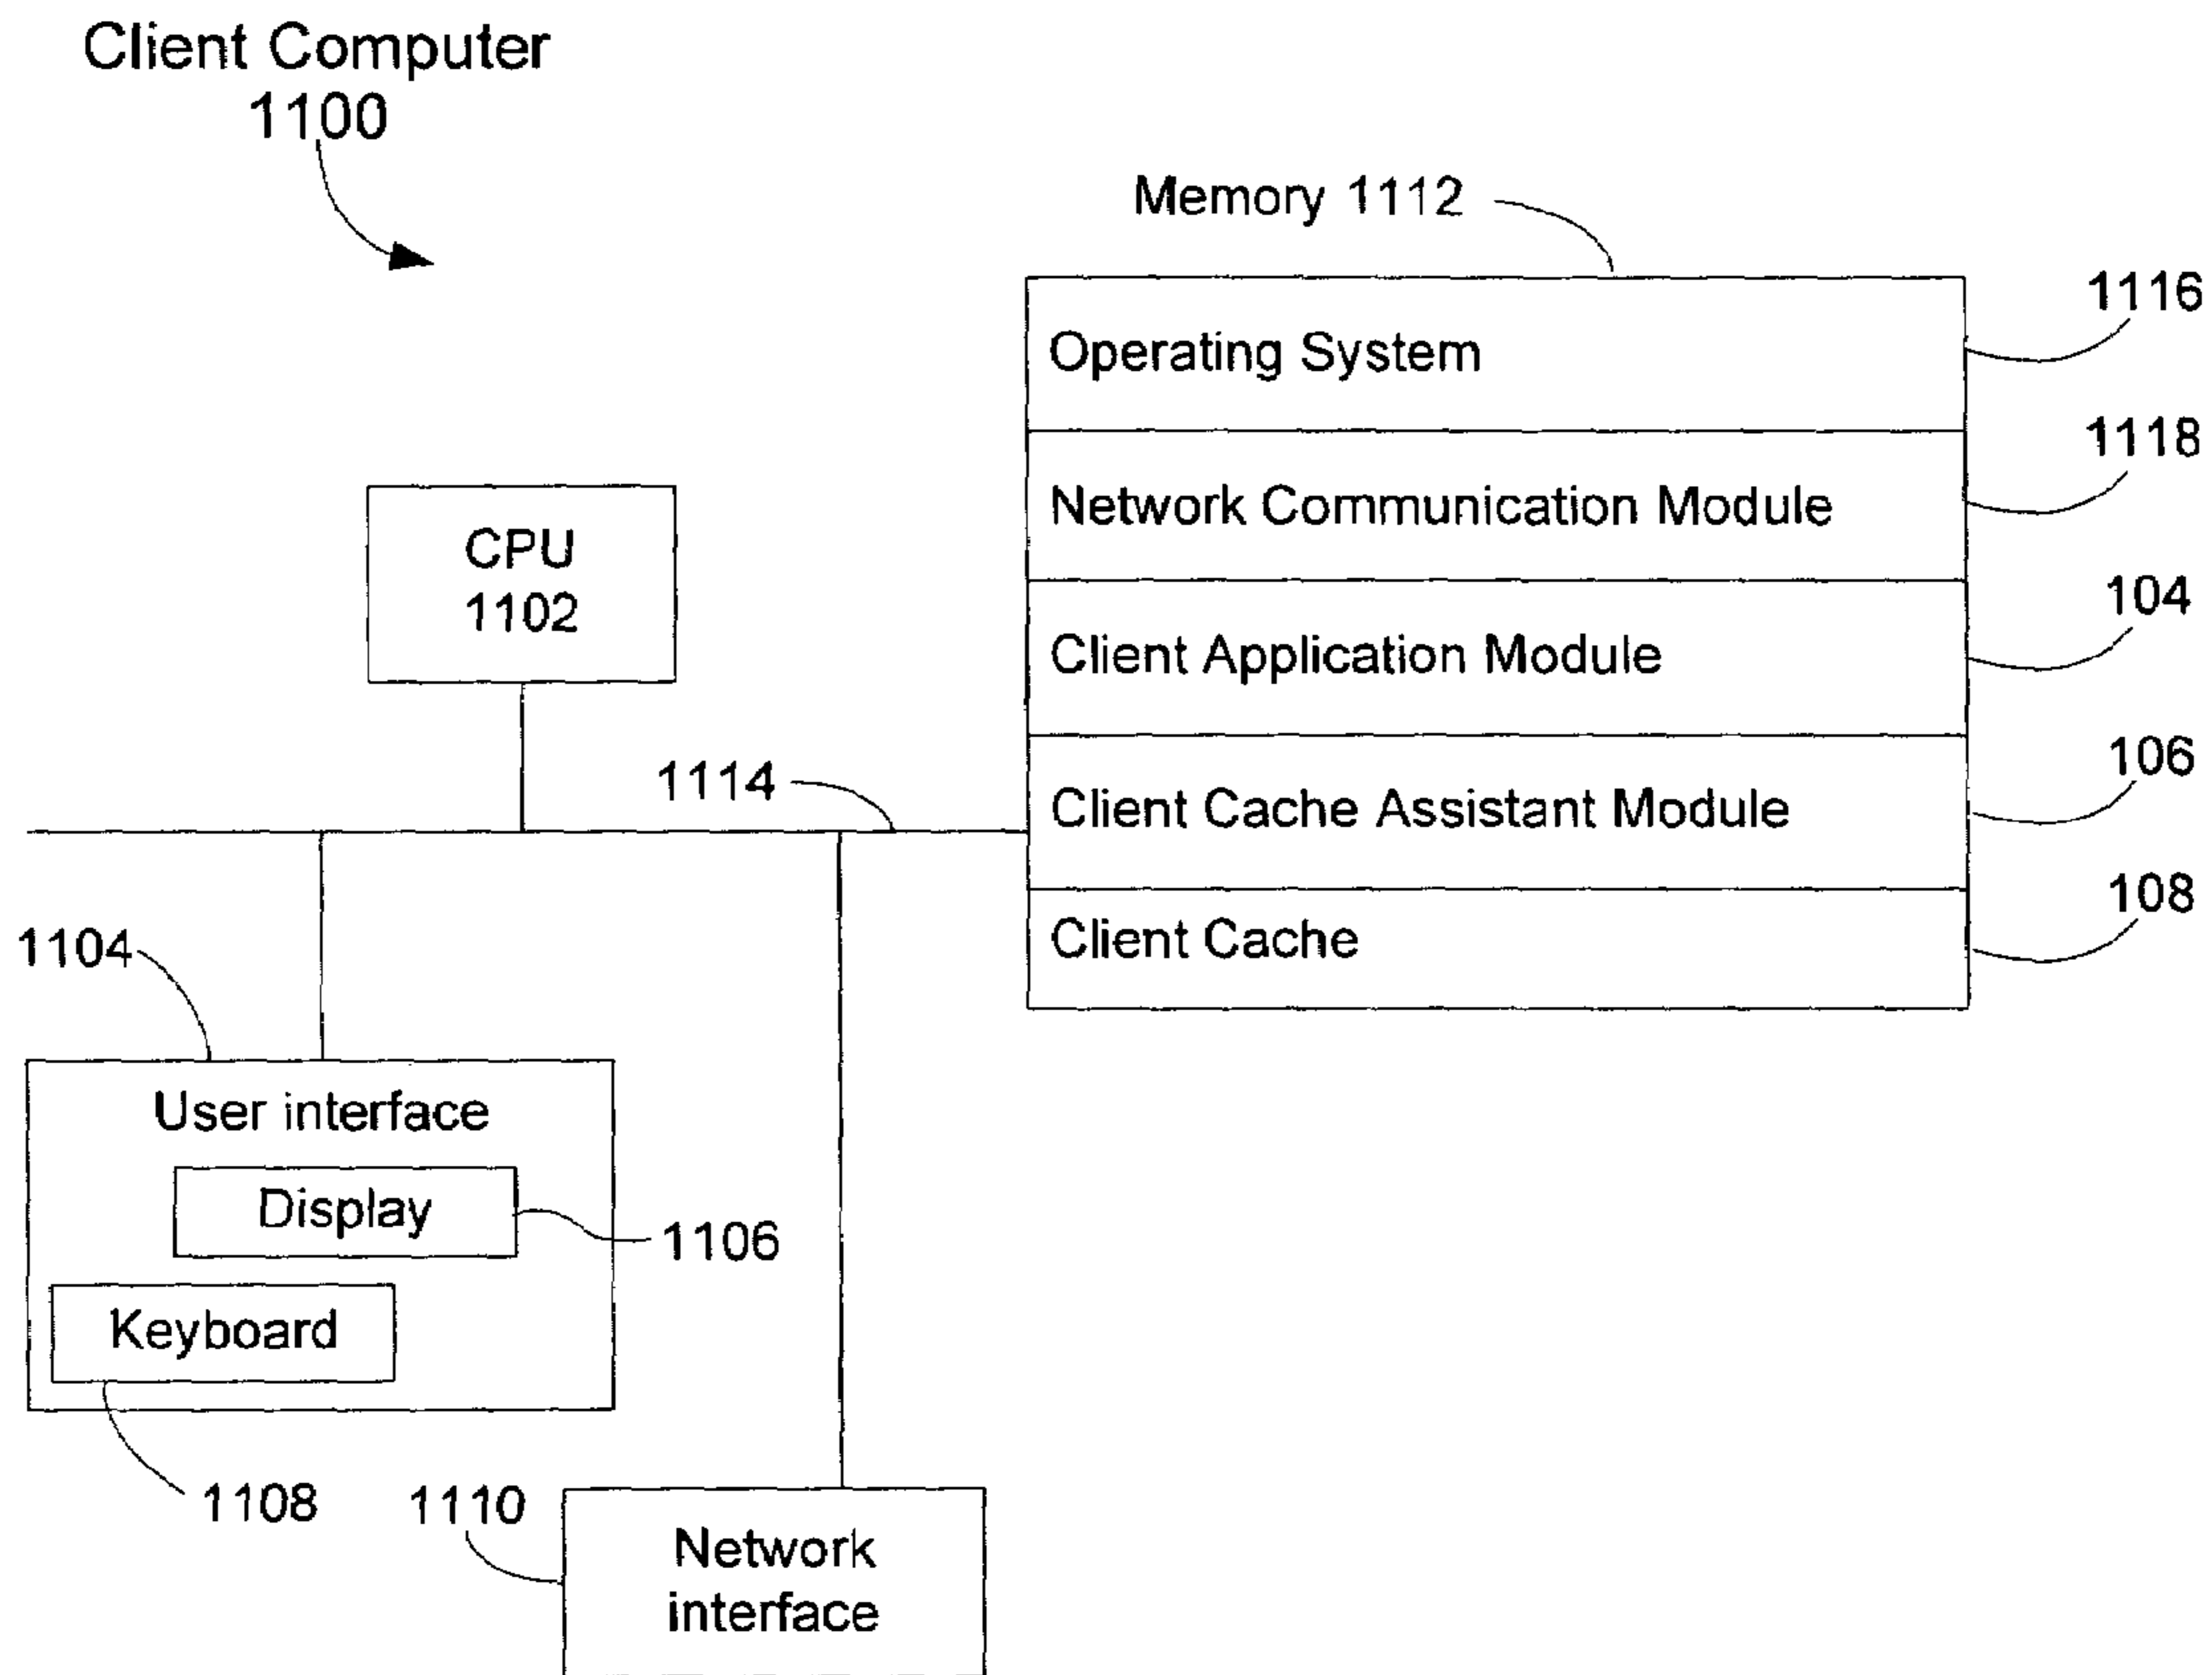 Client Computer
1100
Memory 1112
1116
Operating System
1118
Network Communication Module
CPU
1102
104
Client Application Module
1114
106
Client Cache Assistant Module
108
Client Cache
1104
User interface
Display
1106
Keyboard
1108
1110
Network
interface